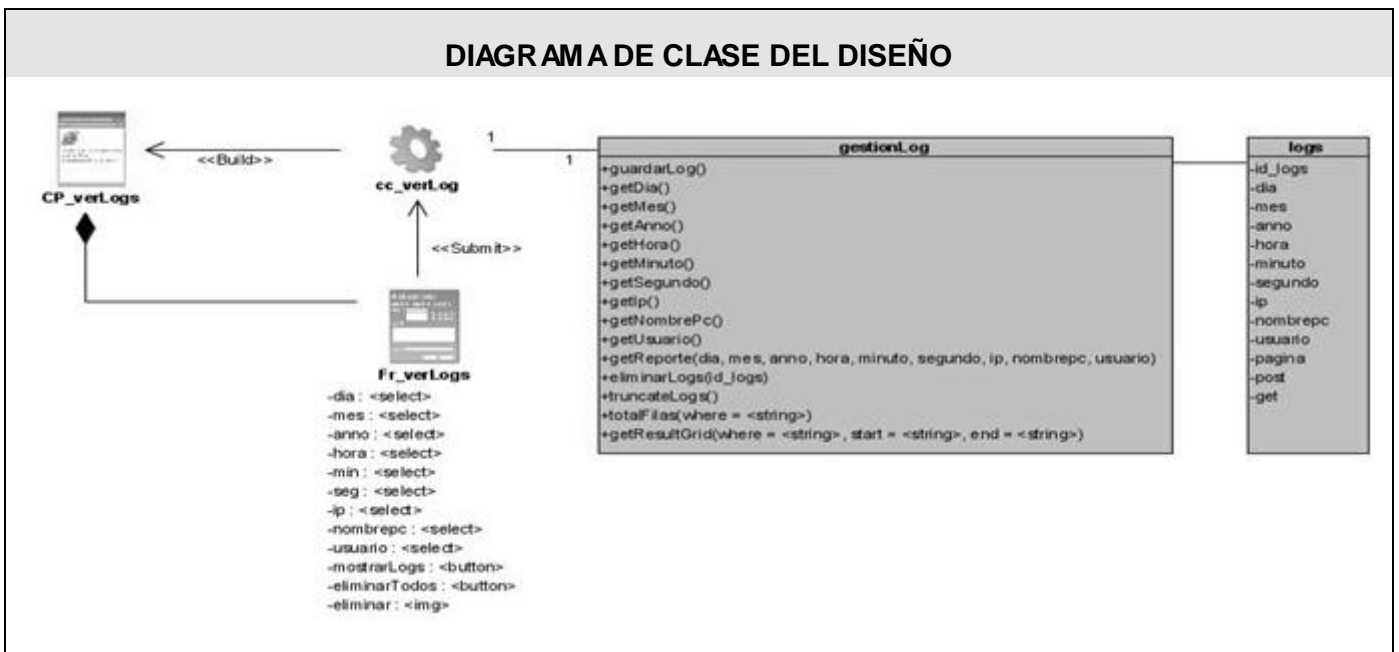 DIAGRAMA DE CLASE DEL DISEÑO
CP_verLogs
<<Build>>
cc_verLog
<<Submit>>
Fr_verLogs
-dia : <select>
-mes : <select>
-anno : <select>
-hora : <select>
-min : <select>
-seg : <select>
-ip : <select>
-nombrepc : <select>
-usuario : <select>
-mostrarLogs : <button>
-eliminarTodos : <button>
-eliminar : <img>
1
1
gestionLog
+guardarLog()
+getDia()
+getMes()
+getAnno()
+getHora()
+getMinuto()
+getSegundo()
+getIp()
+getNombrePc()
+getUsuario()
+getReporte(dia, mes, anno, hora, minuto, segundo, ip, nombrepc, usuario)
+eliminarLogs(id_logs)
+truncateLogs()
+totalFilas(where = <string>)
+getResultGrid(where = <string>, start = <string>, end = <string>)
logs
-id_logs
-dia
-mes
-anno
-hora
-minuto
-segundo
-ip
-nombrepc
-usuario
-pagina
-post
-get